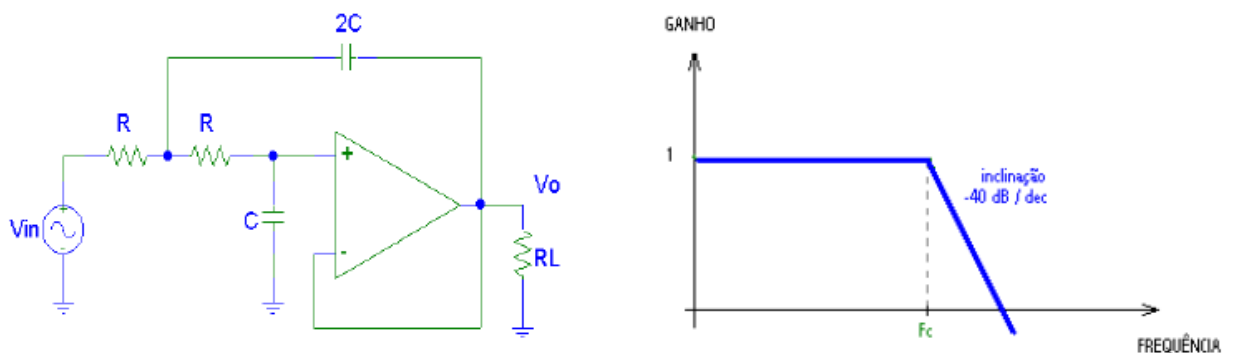 2C
R R
+
Vin
C
-
Vo
RL
GANHO
1
inclinação
-40 dB / dec
Fc
FREQUÊNCIA